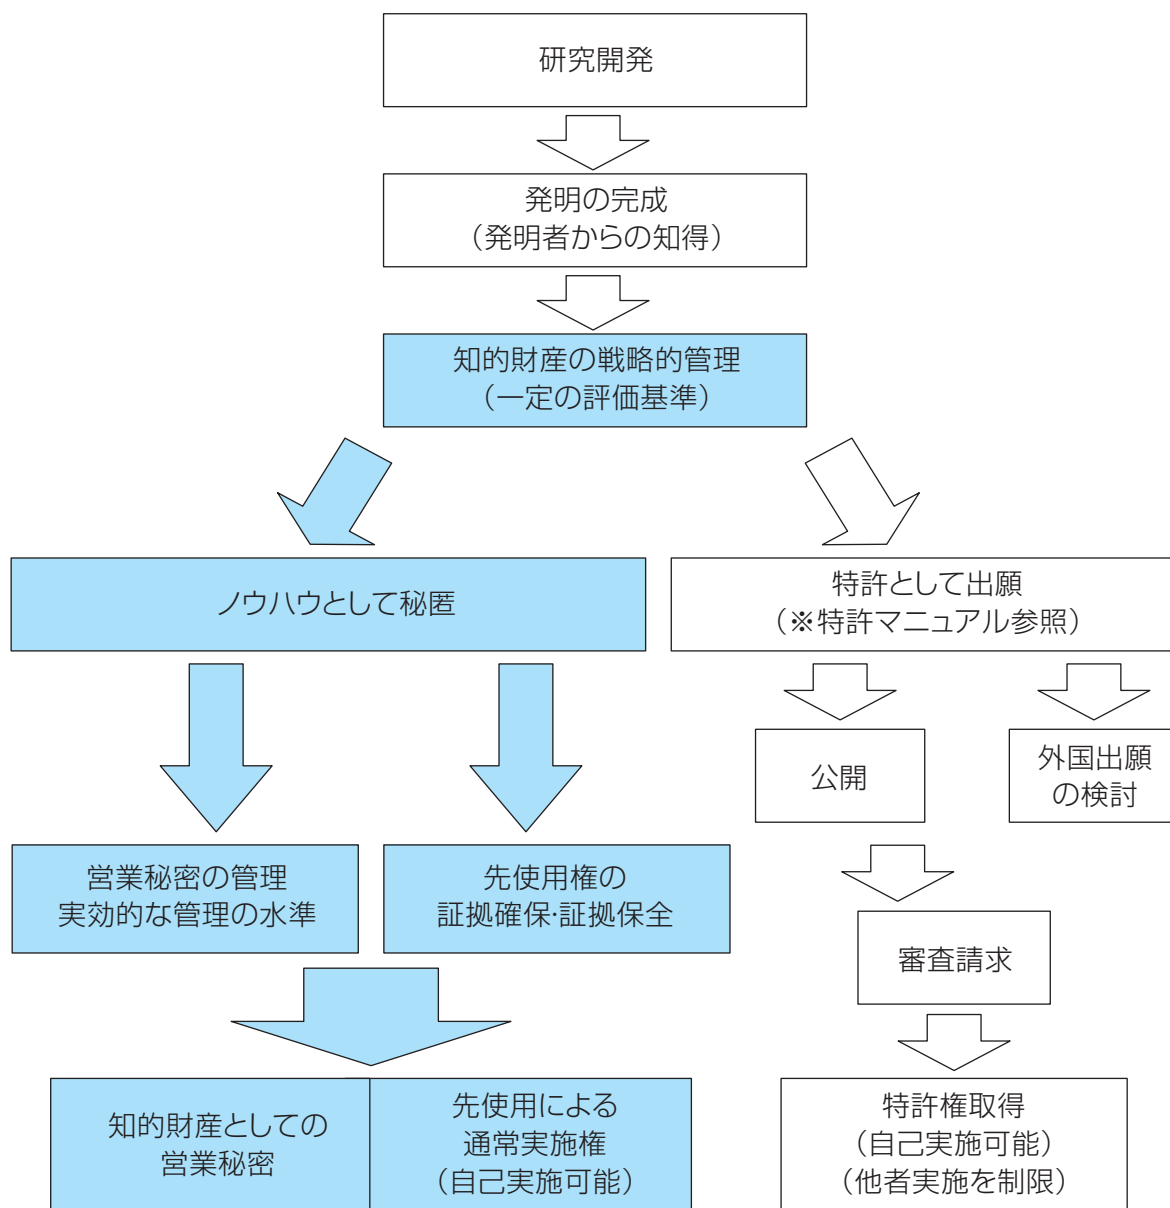 研究開発
発明の完成
（発明者からの知得）
知的財産の戦略的管理
（一定の評価基準）
ノウハウとして秘匿
特許として出願
（※特許マニュアル参照）
公開
外国出願
の検討
営業秘密の管理
実効的な管理の水準
先使用権の
証拠確保・証拠保全
審査請求
知的財産としての
営業秘密
先使用による
通常実施権
（自己実施可能）
特許権取得
（自己実施可能）
（他者実施を制限）